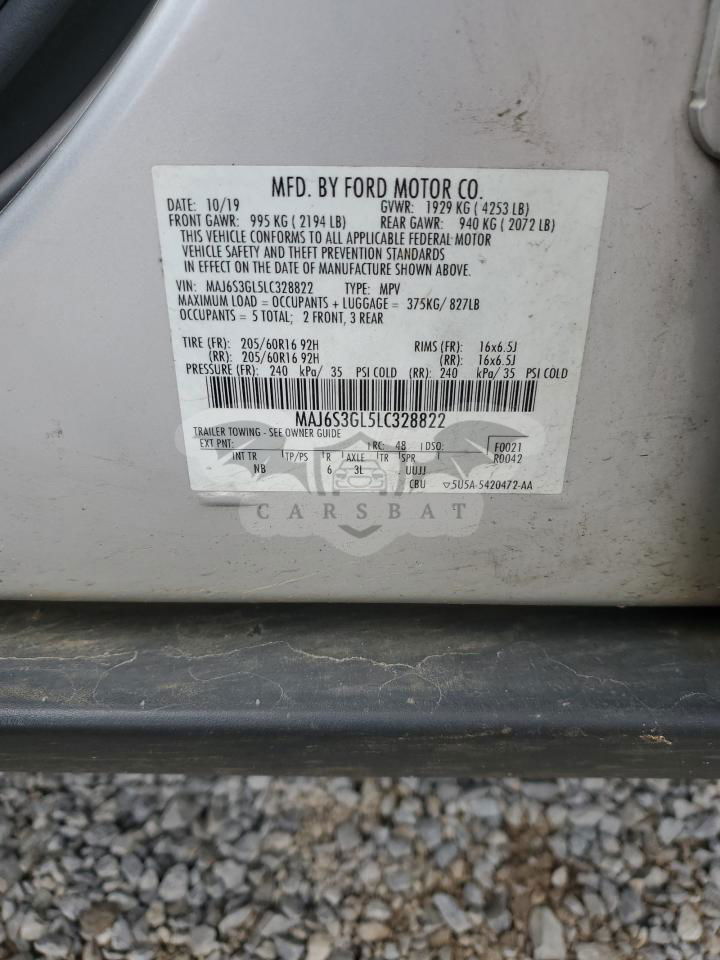 MFD. BY FORD MOTOR CO.
DATE: 10/19 GVWR: 1929 KG ( 4253 LB)
FRONT GAWR: 995 KG ( 2194 LB) REAR GAWR: 940 KG ( 2072 LB)
THIS VEHICLE CONFORMS TO ALL APPLICABLE FEDERAL MOTOR
VEHICLE SAFETY AND THEFT PREVENTION STANDARDS
IN EFFECT ON THE DATE OF MANUFACTURE SHOWN ABOVE.
VIN: MAJ6S3GL5LC328822 TYPE: MPV
MAXIMUM LOAD = OCCUPANTS + LUGGAGE = 375KG/ 827LB
OCCUPANTS = 5 TOTAL; 2 FRONT, 3 REAR
TIRE (FR): 205/60R16 92H RIMS (FR): 16x6.5J
(RR): 205/60R16 92H (RR): 16x6.5J
PRESSURE (FR): 240 kPa/ 35 PSI COLD (RR): 240 kPa/ 35 PSI COLD
MAJ6S3GL5LC328822
TRAILER TOWING - SEE OWNER GUIDE
EXT PNT: RC: 48 DSO: F0021
R0042
INT TR TP/PS R AXLE TR SPR
NB 6 3L UUJJ
CBU 5U5A-5420472-AA
CARSBAT